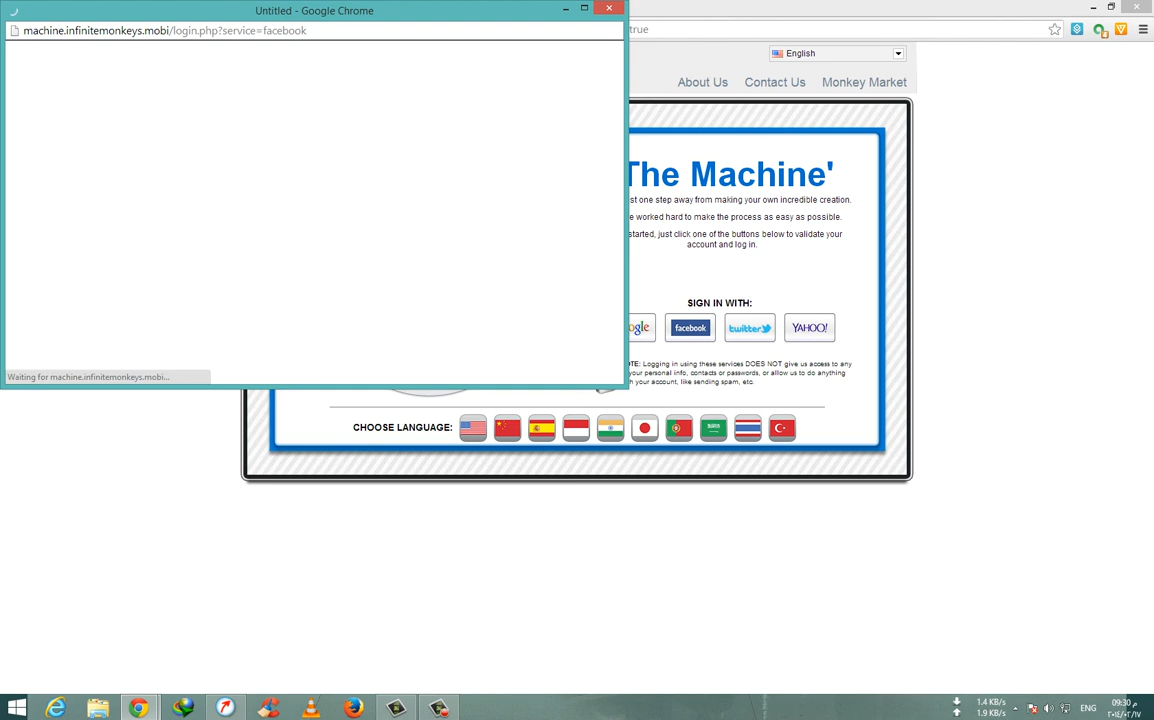 Untitled - Google Chrome
machine.infinitemonkeys.mobi/login.php?service=facebook
true
English
About Us
Contact Us
Monkey Market
The Machine'
one step away from making your own incredible creation.
worked hard to make the process as easy as possible.
started, just click one of the buttons below to validate your
account and log in.
SIGN IN WITH:
facebook
twitter
YAHOO!
Logging in using these services DOES NOT give us access to any
your personal info, contacts or passwords, or allow us to do anything
your account, like sending spam, etc.
Waiting for machine.infinitemonkeys.mobi...
CHOOSE LANGUAGE:
1.4 KB/s
1.9 KB/s
ENG
09:30 م
٢٠١٤/٠٢/١٧